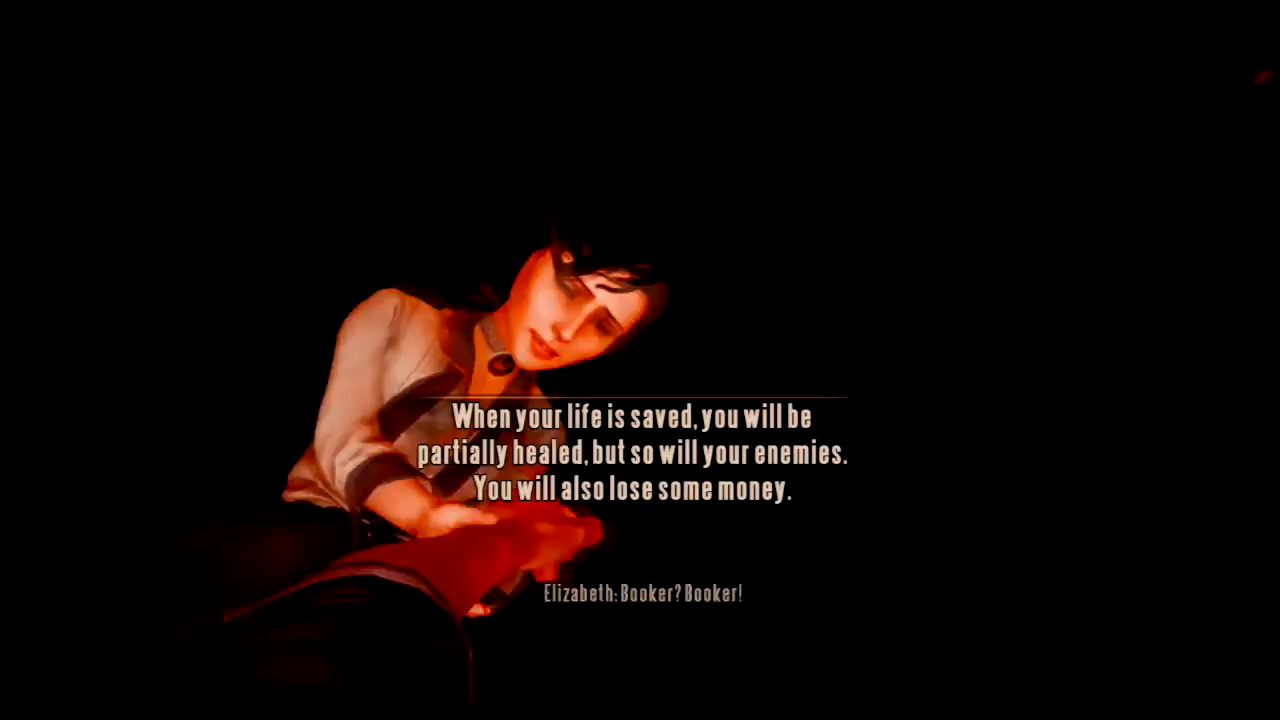 When your life is saved, you will be
partially healed, but so will your enemies.
You will also lose some money.
Elizabeth: Booker? Booker!